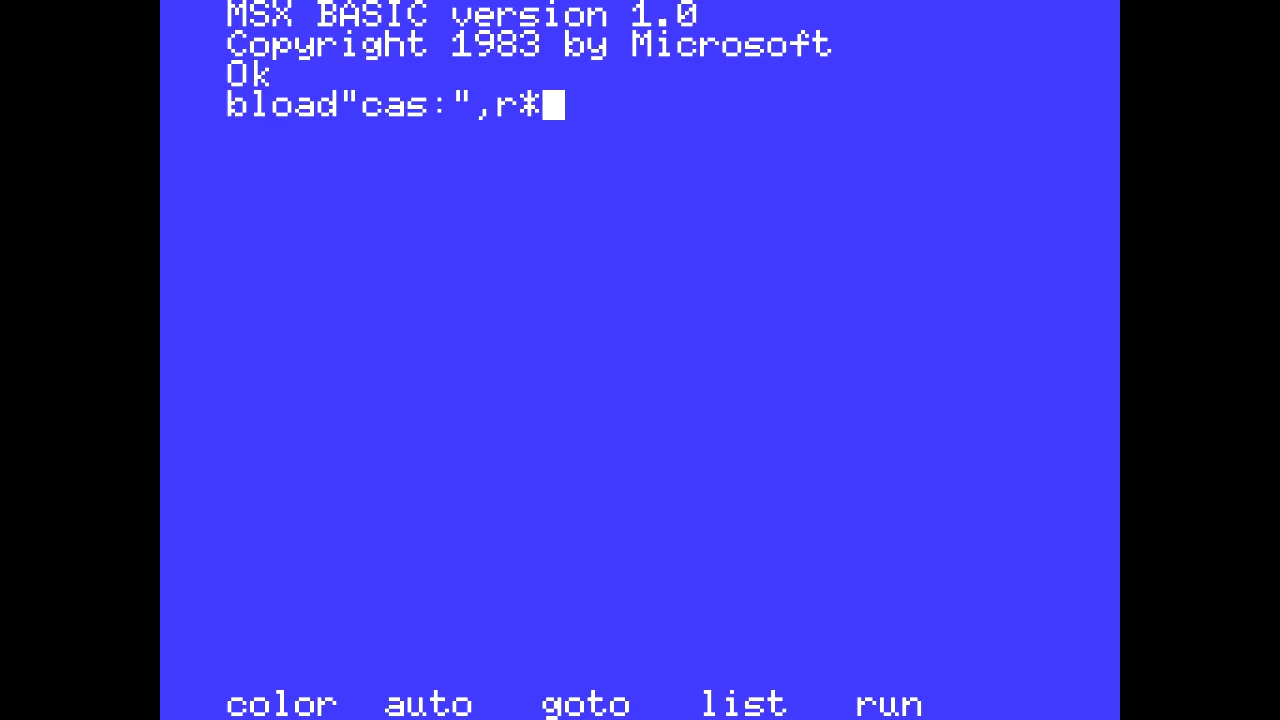 MSX BASIC version 1.0
Copyright 1983 by Microsoft
Ok
bload"cas:",r*
color auto goto list run